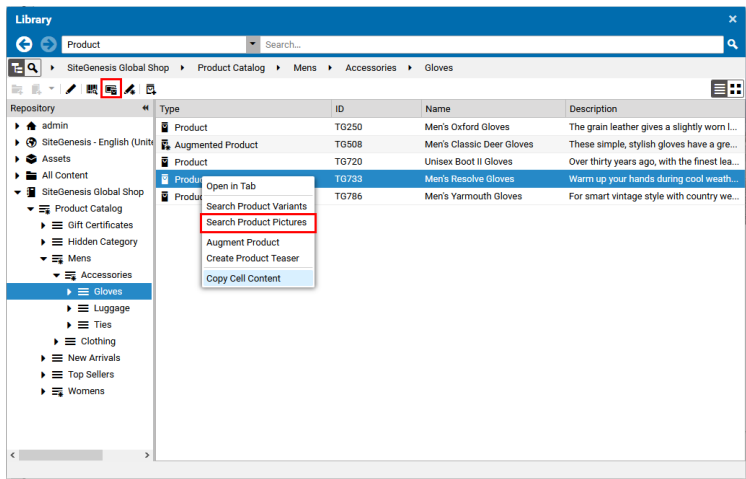 Library
Product
Search...
SiteGenesis Global Shop Product Catalog Mens Accessories Gloves
Repository
admin
SiteGenesis - English (Unite
Assets
All Content
SiteGenesis Global Shop
Product Catalog
Gift Certificates
Hidden Category
Mens
Accessories
Gloves
Luggage
Ties
Clothing
New Arrivals
Top Sellers
Womens
Type ID Name Description
Product TG250 Men's Oxford Gloves The grain leather gives a slightly worn l...
Augmented Product TG508 Men's Classic Deer Gloves These simple, stylish gloves have a gre...
Product TG720 Unisex Boot II Gloves Over thirty years ago, with the finest lea...
Produ TG733 Men's Resolve Gloves Warm up your hands during cool weath...
Produ TG786 Men's Yarmouth Gloves For smart vintage style with country we...
Open in Tab
Search Product Variants
Search Product Pictures
Augment Product
Create Product Teaser
Copy Cell Content